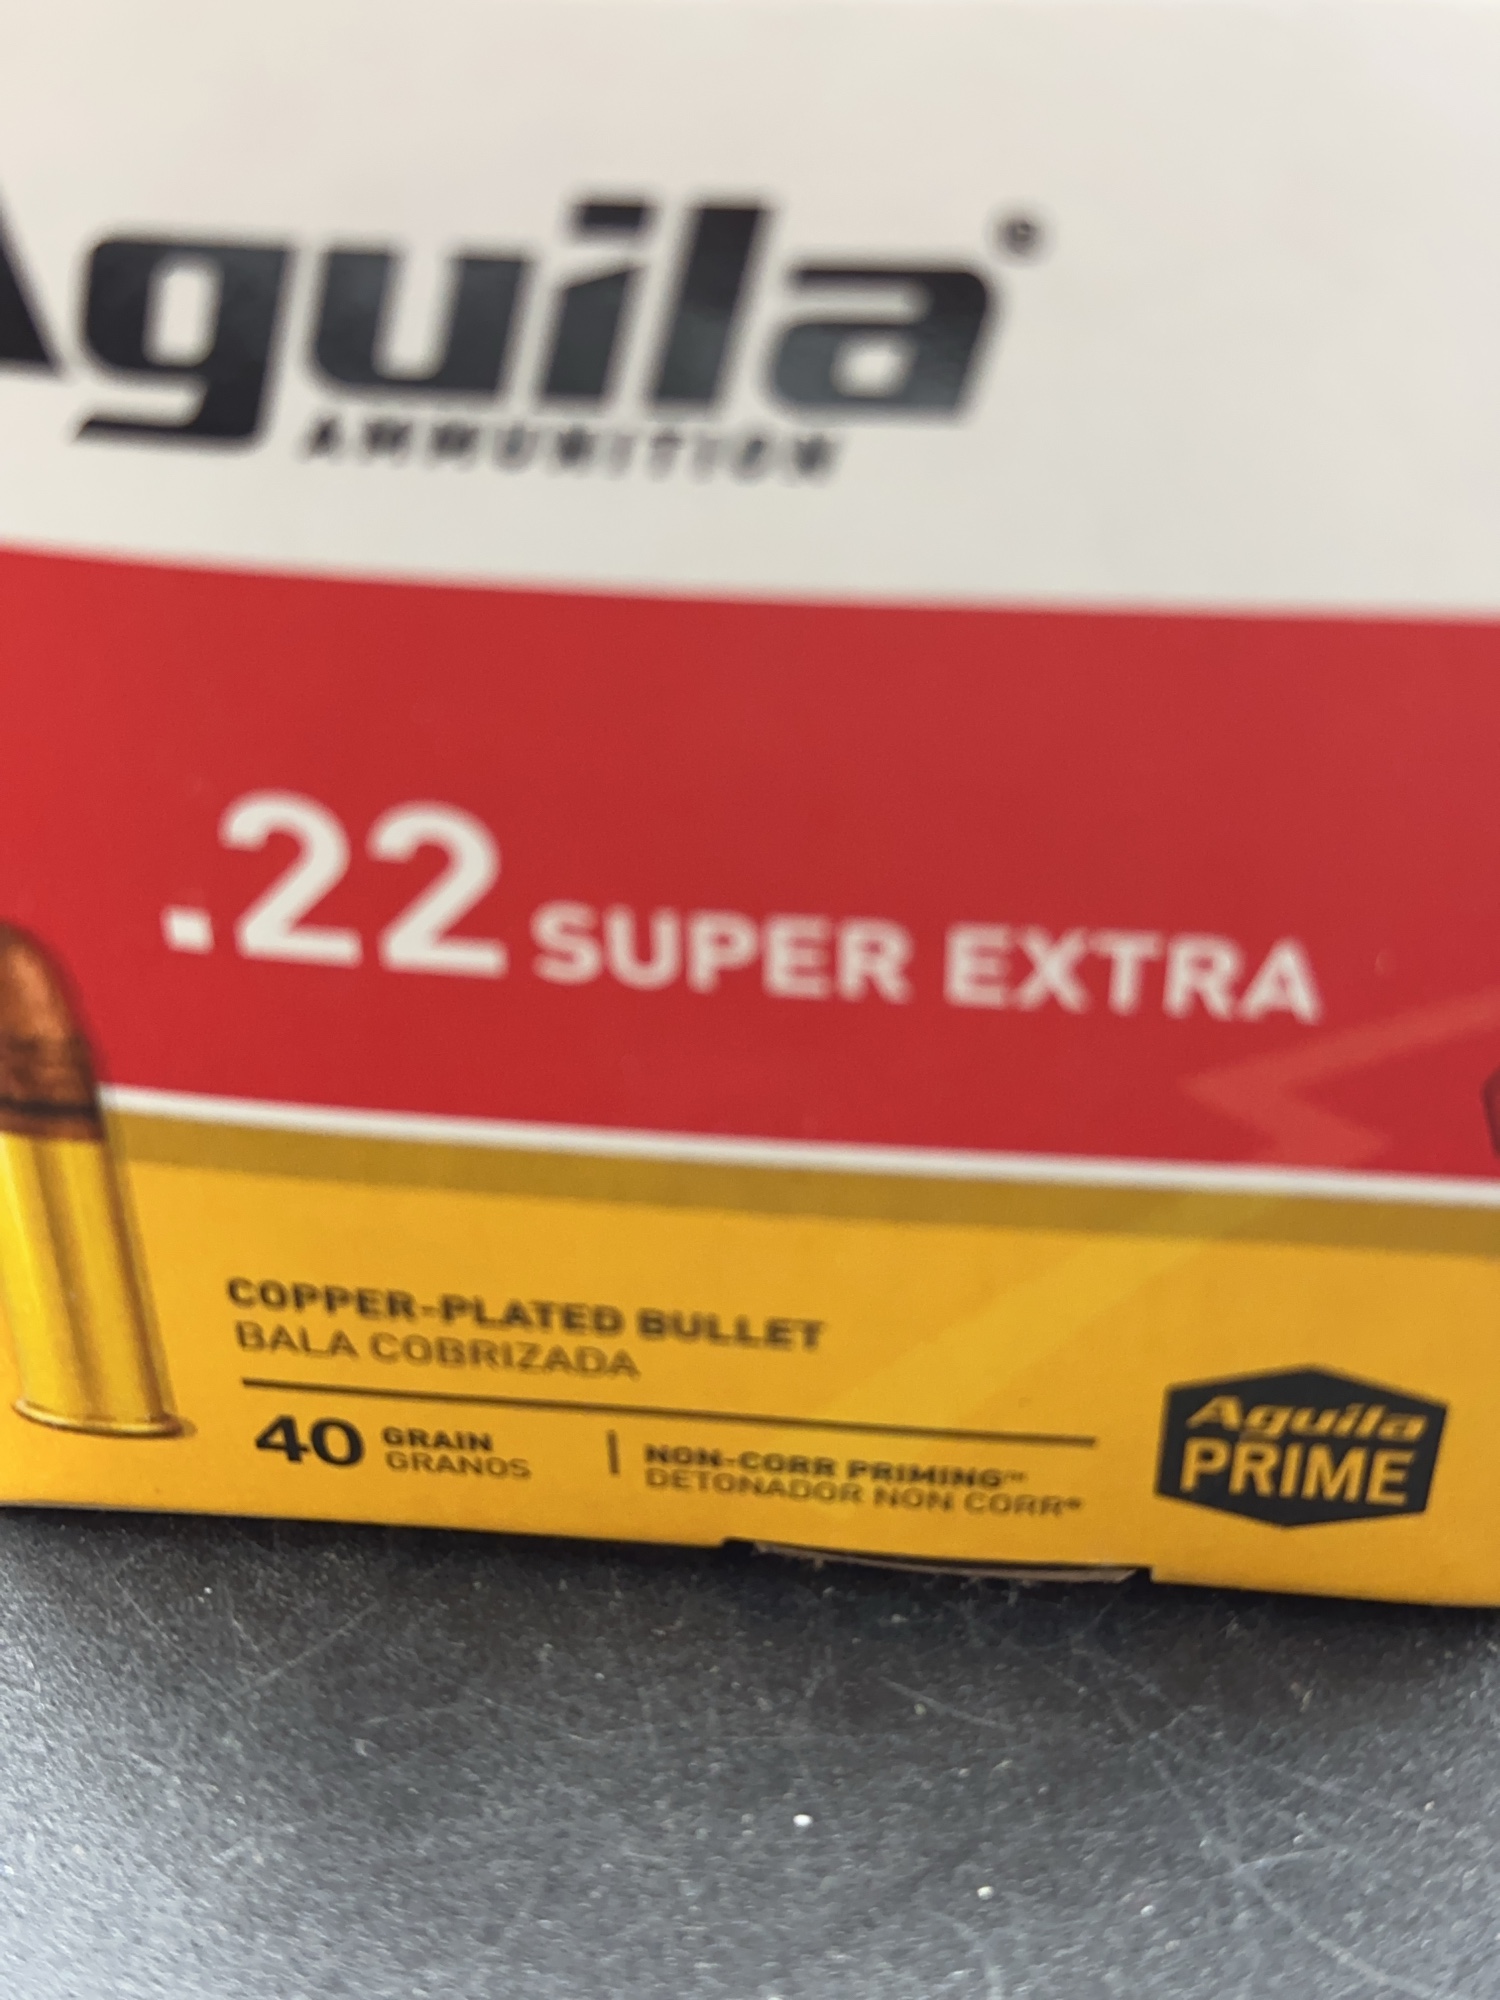 Aguila®
AMMUNITION
.22 SUPER EXTRA
COPPER-PLATED BULLET
BALA COBRIZADA
40 GRAIN
GRANOS
NON-CORR PRIMING™
DETONADOR NON CORR®
Aguila
PRIME